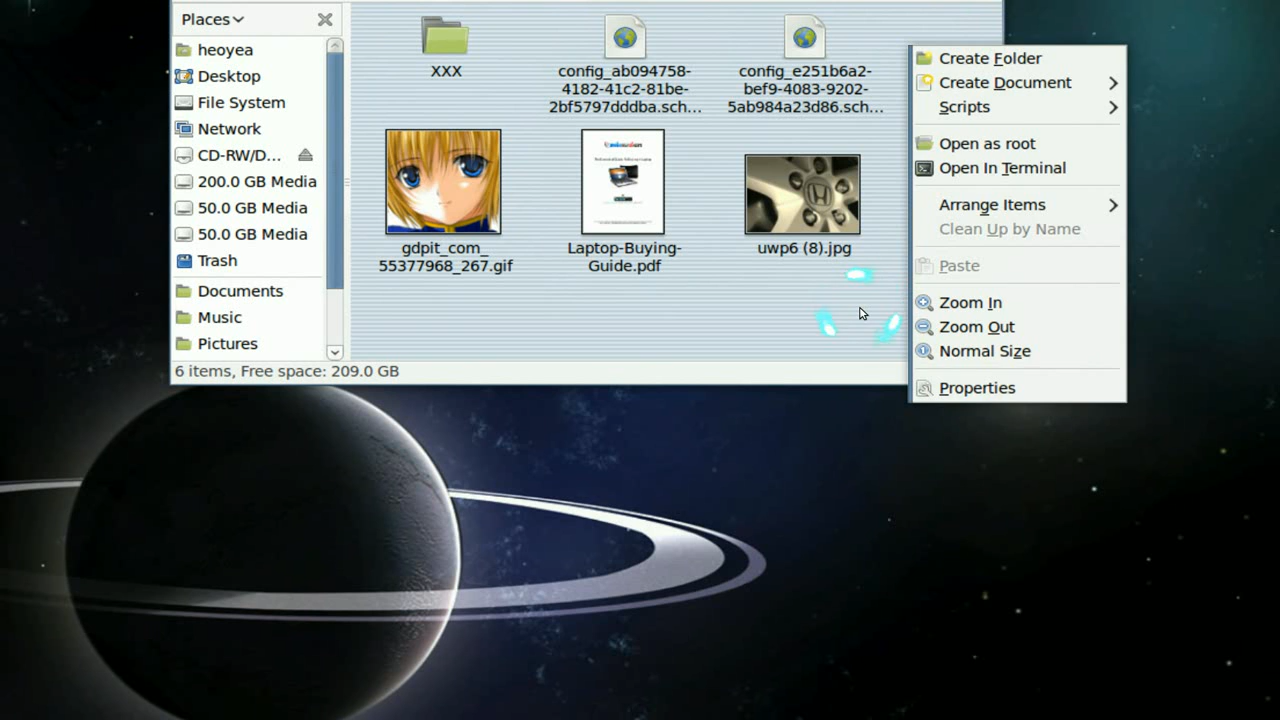 Places
heoyea
Desktop
File System
Network
CD-RW/D...
200.0 GB Media
50.0 GB Media
50.0 GB Media
Trash
Documents
Music
Pictures
XXX
config_ab094758-
4182-41c2-81be-
2bf5797dddba.sch...
config_e251b6a2-
bef9-4083-9202-
5ab984a23d86.sch...
gdpit_com_
55377968_267.gif
Laptop-Buying-
Guide.pdf
uwp6 (8).jpg
6 items, Free space: 209.0 GB
Create Folder
Create Document
Scripts
Open as root
Open In Terminal
Arrange Items
Clean Up by Name
Paste
Zoom In
Zoom Out
Normal Size
Properties